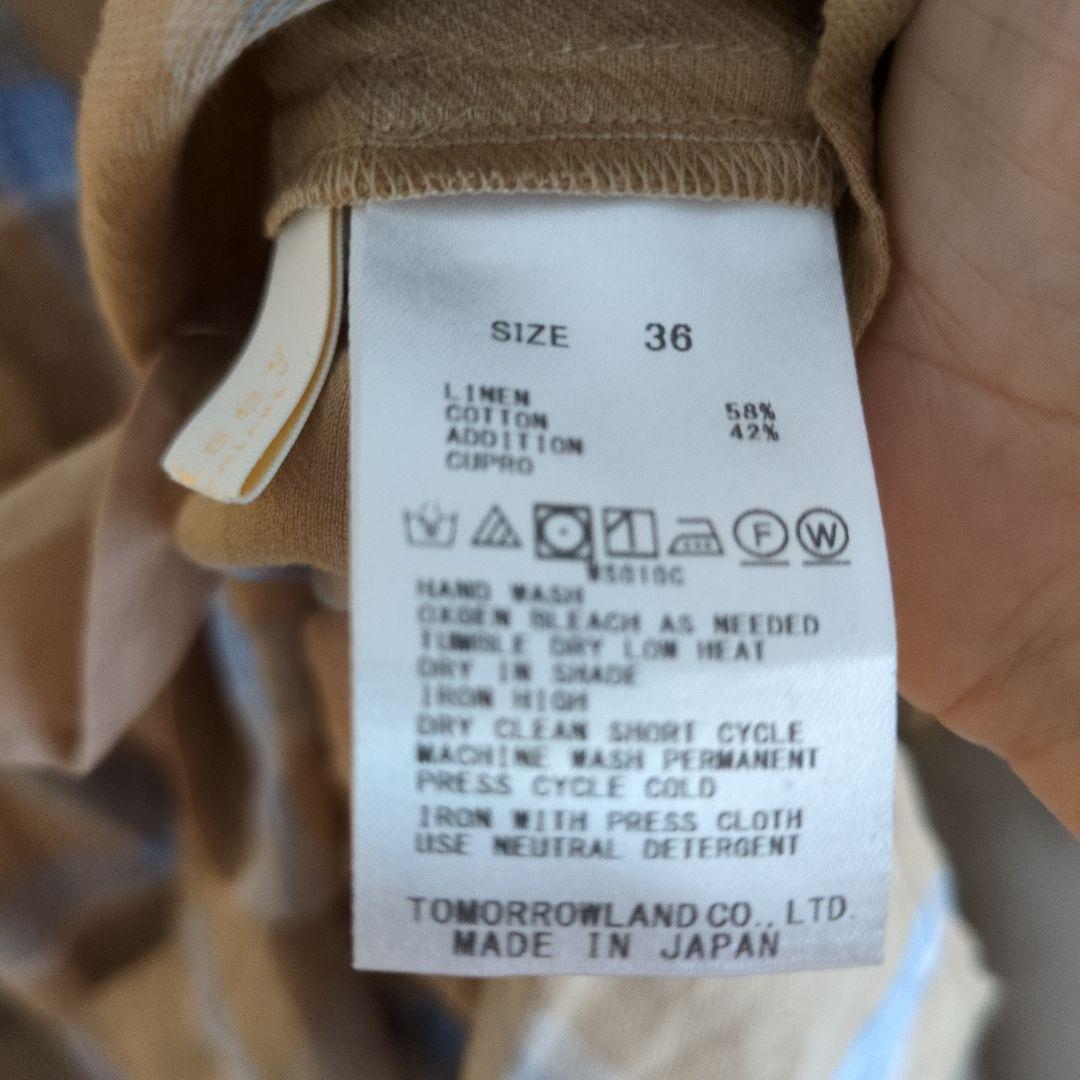 SIZE 36
LINEN 58%
COTTON 42%
ADDITION
CUPRO
F W
WS010G
HAND WASH
OXGEN BLEACH AS NEEDED
TUMBLE DRY LOW HEAT
DRY IN SHADE
IRON HIGH
DRY CLEAN SHORT CYCLE
MACHINE WASH PERMANENT
PRESS CYCLE COLD
IRON WITH PRESS CLOTH
USE NEUTRAL DETERGENT
TOMORROWLAND CO., LTD.
MADE IN JAPAN